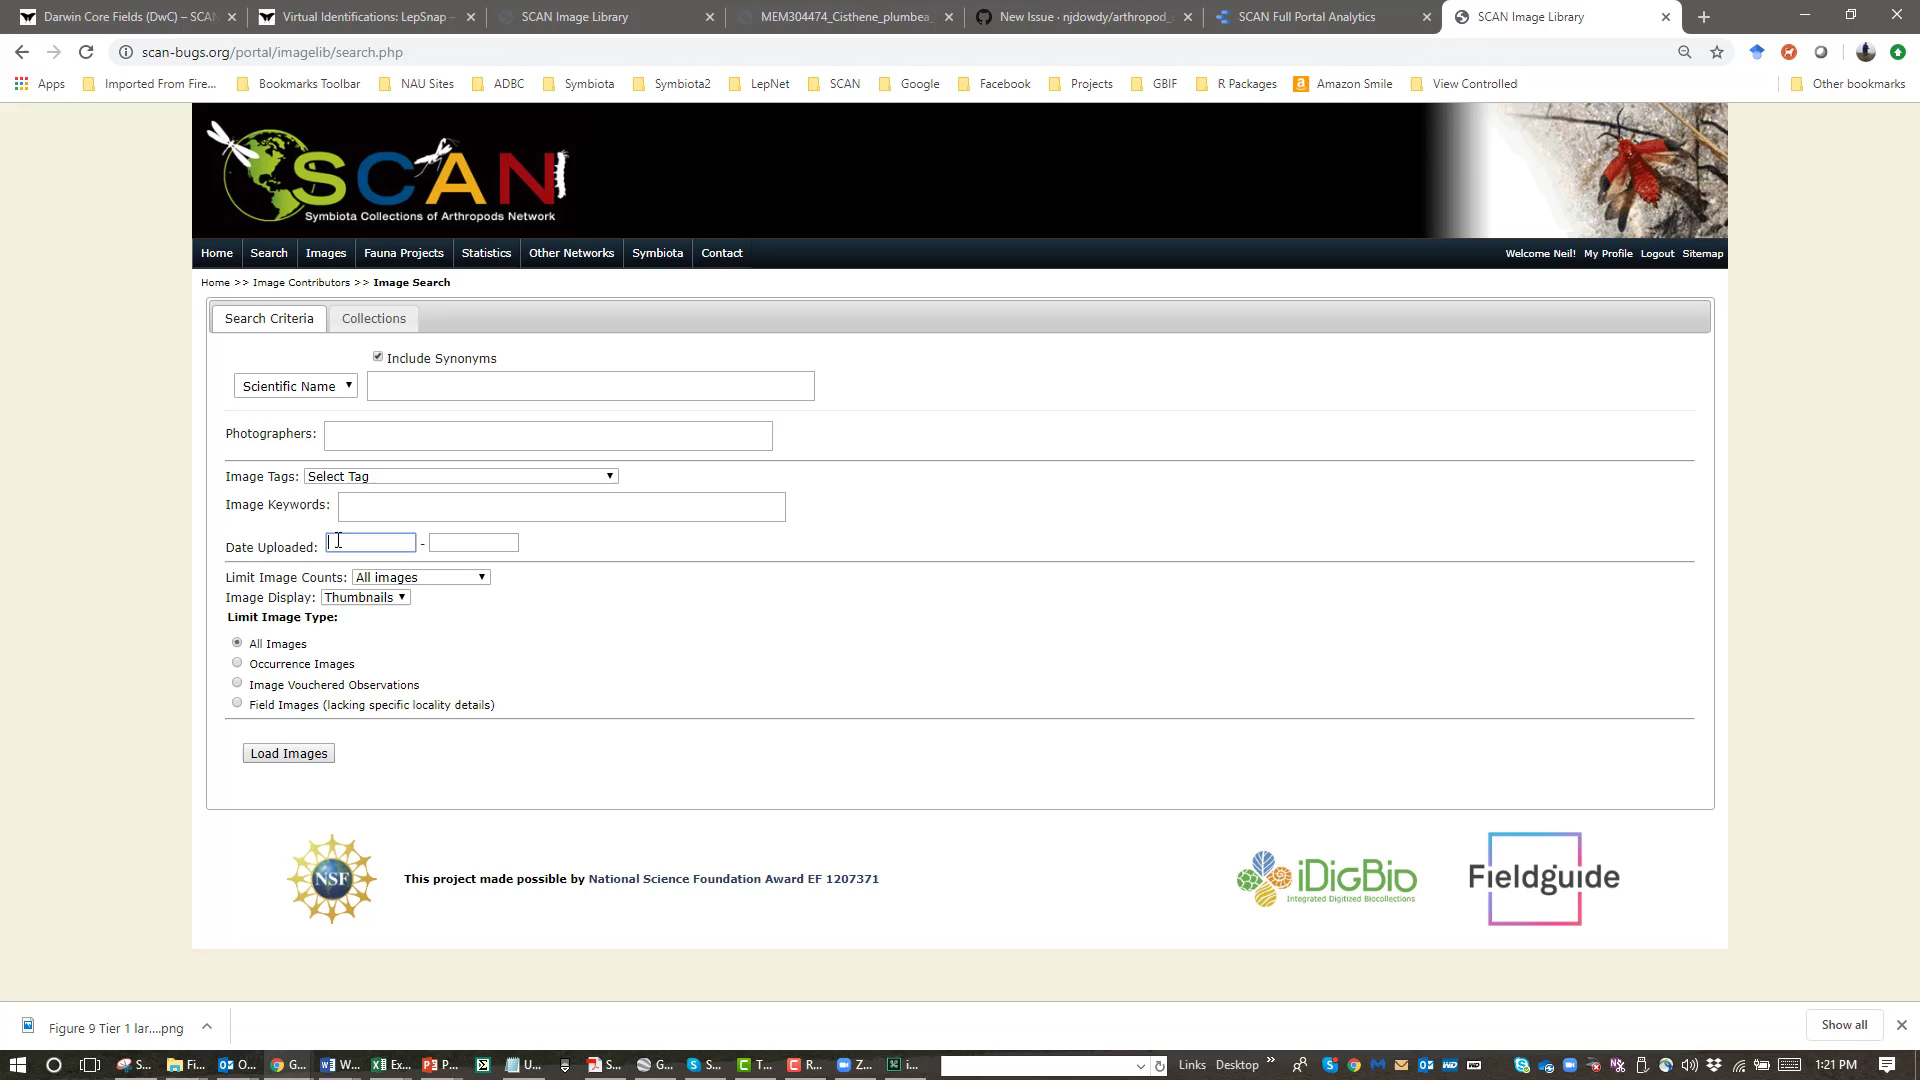 Darwin Core Fields (DwC) – SCAN
Virtual Identifications: LepSnap –
SCAN Image Library
MEM304474_Cisthene_plumbea_
New Issue · njdowdy/arthropod_
SCAN Full Portal Analytics
SCAN Image Library
scan-bugs.org/portal/imagelib/search.php
Apps Imported From Fire... Bookmarks Toolbar NAU Sites ADBC Symbiota Symbiota2 LepNet SCAN Google Facebook Projects GBIF R Packages Amazon Smile View Controlled Other bookmarks
SCAN
Symbiota Collections of Arthropods Network
Home Search Images Fauna Projects Statistics Other Networks Symbiota Contact Welcome Neil! My Profile Logout Sitemap
Home >> Image Contributors >> Image Search
Search Criteria Collections
Include Synonyms
Scientific Name
Photographers:
Image Tags: Select Tag
Image Keywords:
Date Uploaded: -
Limit Image Counts: All images
Image Display: Thumbnails
Limit Image Type:
All Images
Occurrence Images
Image Vouchered Observations
Field Images (lacking specific locality details)
Load Images
NSF
This project made possible by National Science Foundation Award EF 1207371
iDigBio
Integrated Digitized Biocollections
Fieldguide
Figure 9 Tier 1 lar....png
Show all
S... Fi... O... G... W... Ex... P... U... S... G... S... T... R... Z... i... Links Desktop » 1:21 PM